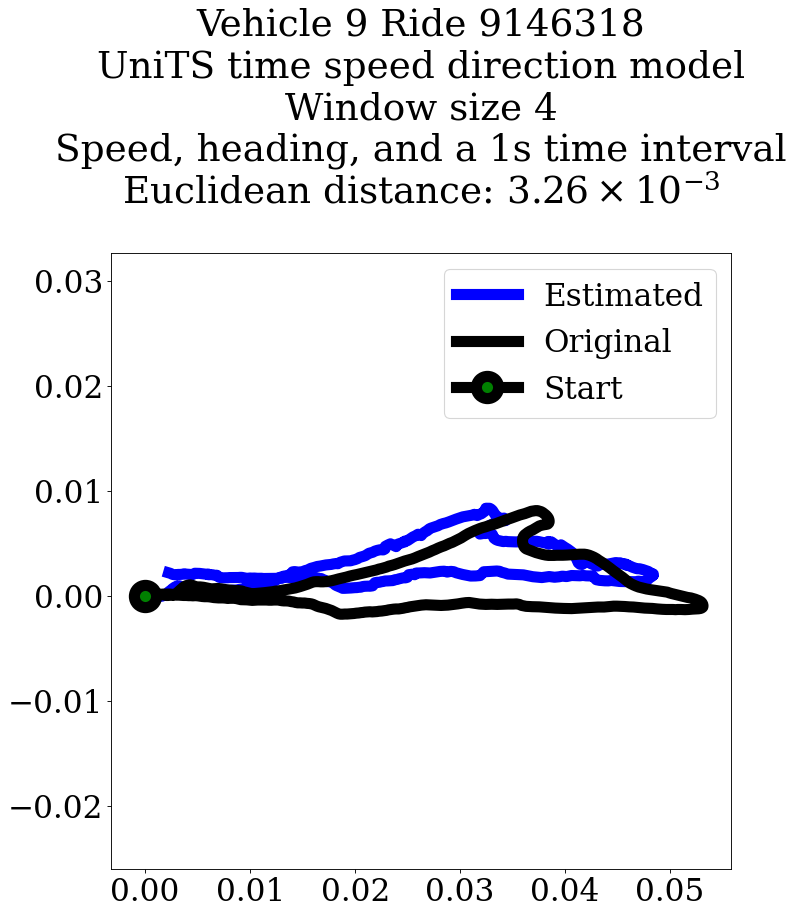 Vehicle 9 Ride 9146318
UniTS time speed direction model
Window size 4
Speed, heading, and a 1s time interval
Euclidean distance: 3.26 × 10⁻³
Estimated
Original
Start
0.03
0.02
0.01
0.00
−0.01
−0.02
0.00 0.01 0.02 0.03 0.04 0.05